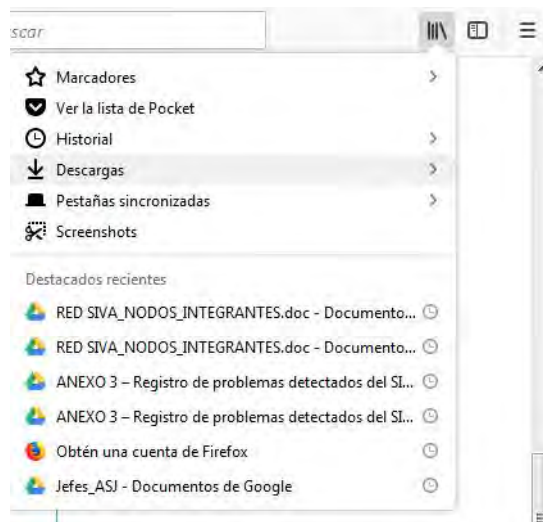 scar
Marcadores
Ver la lista de Pocket
Historial
Descargas
Pestañas sincronizadas
Screenshots
Destacados recientes
RED SIVA_NODOS_INTEGRANTES.doc - Documento...
RED SIVA_NODOS_INTEGRANTES.doc - Documento...
ANEXO 3 – Registro de problemas detectados del SI...
ANEXO 3 – Registro de problemas detectados del SI...
Obtén una cuenta de Firefox
Jefes_ASJ - Documentos de Google